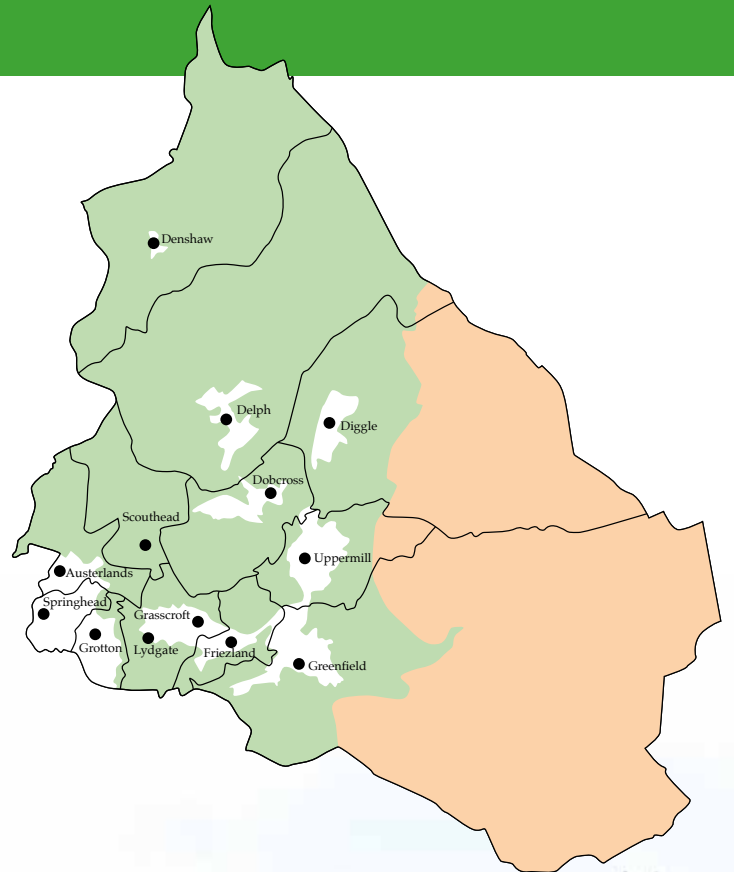 Denshaw
Delph
Diggle
Dobcross
Scouthead
Uppermill
Austerlands
Springhead
Grasscroft
Grotton
Lydgate
Friezland
Greenfield